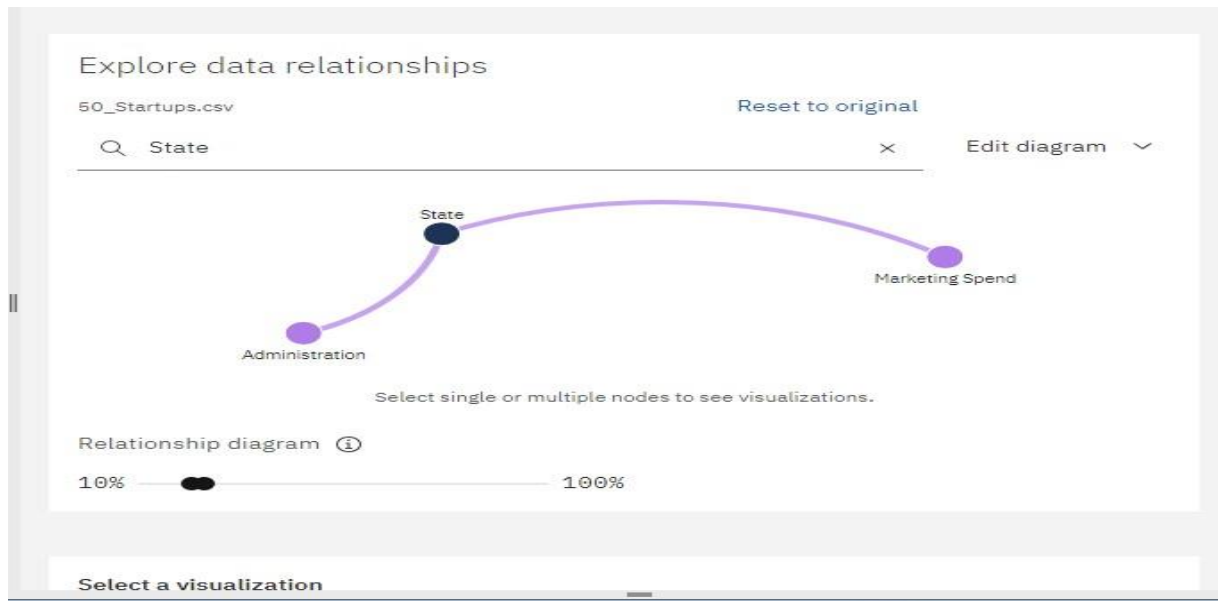 Explore data relationships
50_Startups.csv
Reset to original
State
Edit diagram
State
Marketing Spend
Administration
Select single or multiple nodes to see visualizations.
Relationship diagram
10% 100%
Select a visualization